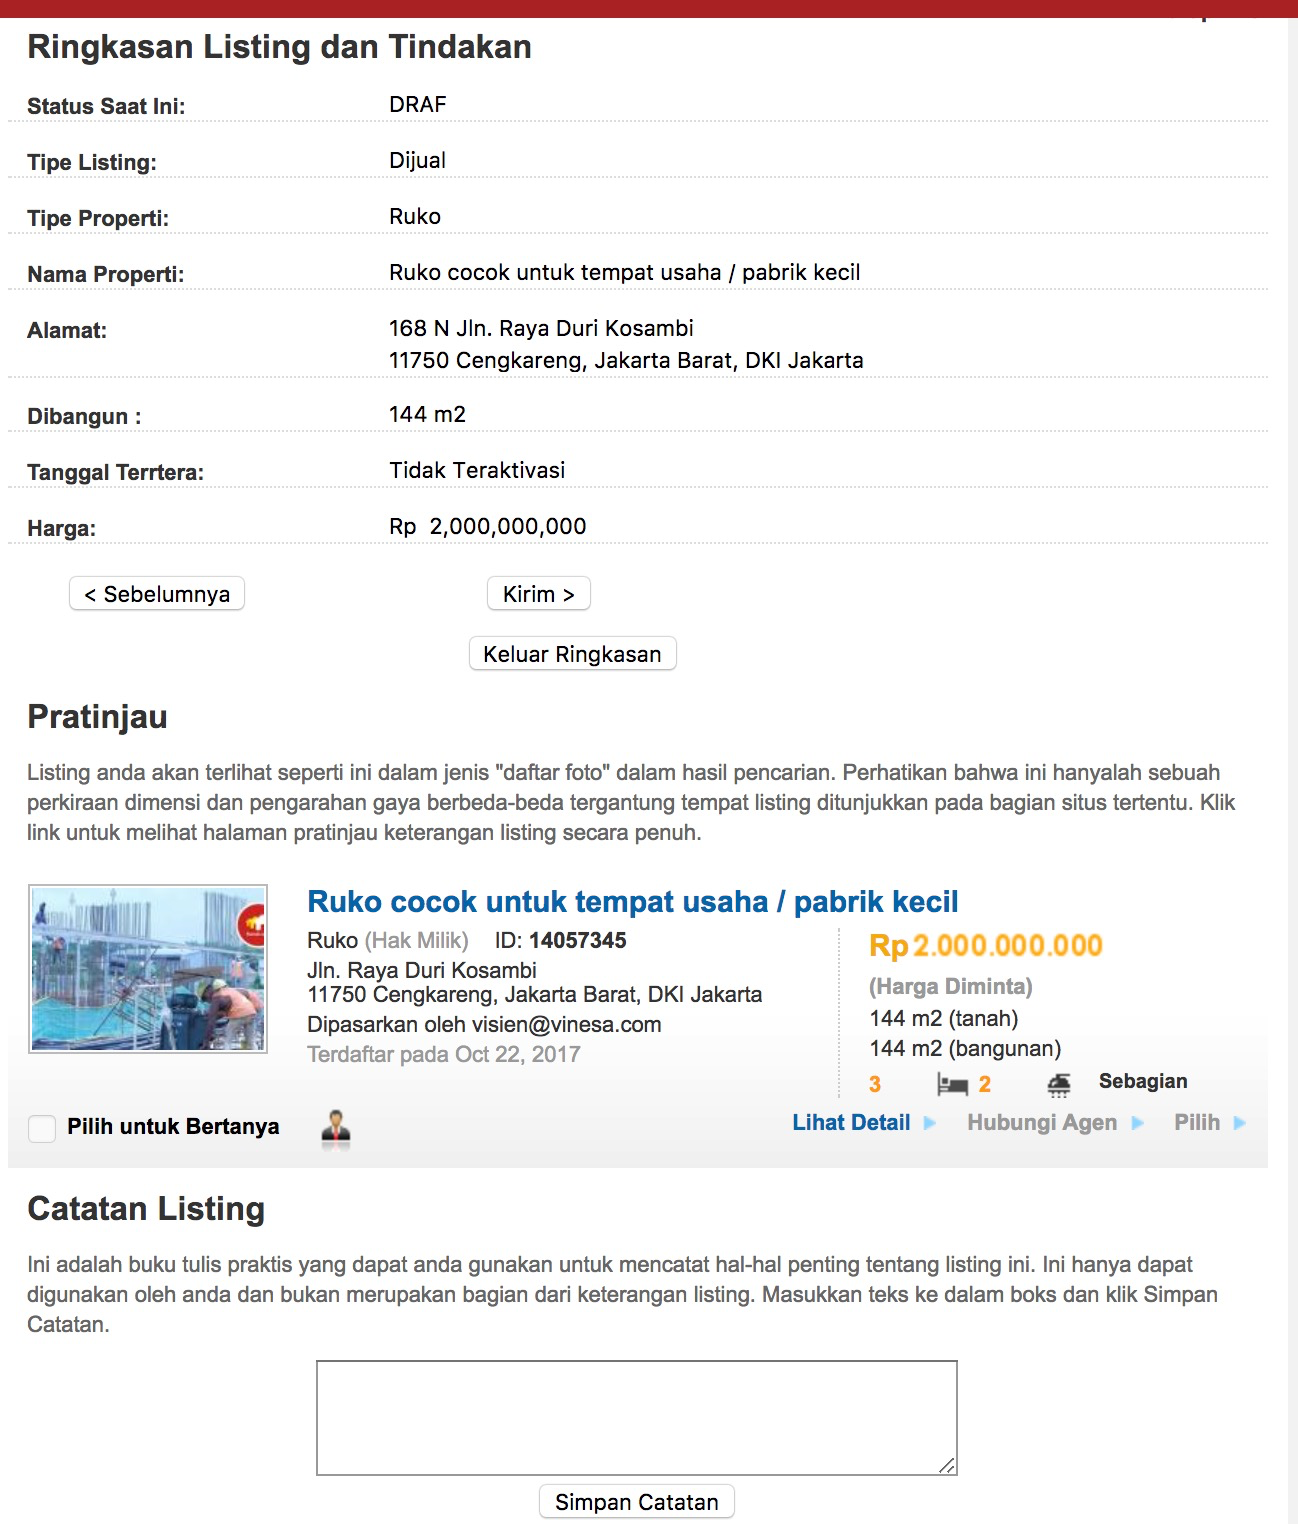 Ringkasan Listing dan Tindakan
Status Saat Ini: DRAF
Tipe Listing: Dijual
Tipe Properti: Ruko
Nama Properti: Ruko cocok untuk tempat usaha / pabrik kecil
Alamat: 168 N Jln. Raya Duri Kosambi
11750 Cengkareng, Jakarta Barat, DKI Jakarta
Dibangun : 144 m2
Tanggal Terrtera: Tidak Teraktivasi
Harga: Rp 2,000,000,000
< Sebelumnya Kirim >
Keluar Ringkasan
Pratinjau
Listing anda akan terlihat seperti ini dalam jenis "daftar foto" dalam hasil pencarian. Perhatikan bahwa ini hanyalah sebuah
perkiraan dimensi dan pengarahan gaya berbeda-beda tergantung tempat listing ditunjukkan pada bagian situs tertentu. Klik
link untuk melihat halaman pratinjau keterangan listing secara penuh.
Ruko cocok untuk tempat usaha / pabrik kecil
Ruko (Hak Milik) ID: 14057345
Jln. Raya Duri Kosambi
11750 Cengkareng, Jakarta Barat, DKI Jakarta
Dipasarkan oleh visien@vinesa.com
Terdaftar pada Oct 22, 2017
Rp 2.000.000.000
(Harga Diminta)
144 m2 (tanah)
144 m2 (bangunan)
3 2 Sebagian
Pilih untuk Bertanya
Lihat Detail Hubungi Agen Pilih
Catatan Listing
Ini adalah buku tulis praktis yang dapat anda gunakan untuk mencatat hal-hal penting tentang listing ini. Ini hanya dapat
digunakan oleh anda dan bukan merupakan bagian dari keterangan listing. Masukkan teks ke dalam boks dan klik Simpan
Catatan.
Simpan Catatan